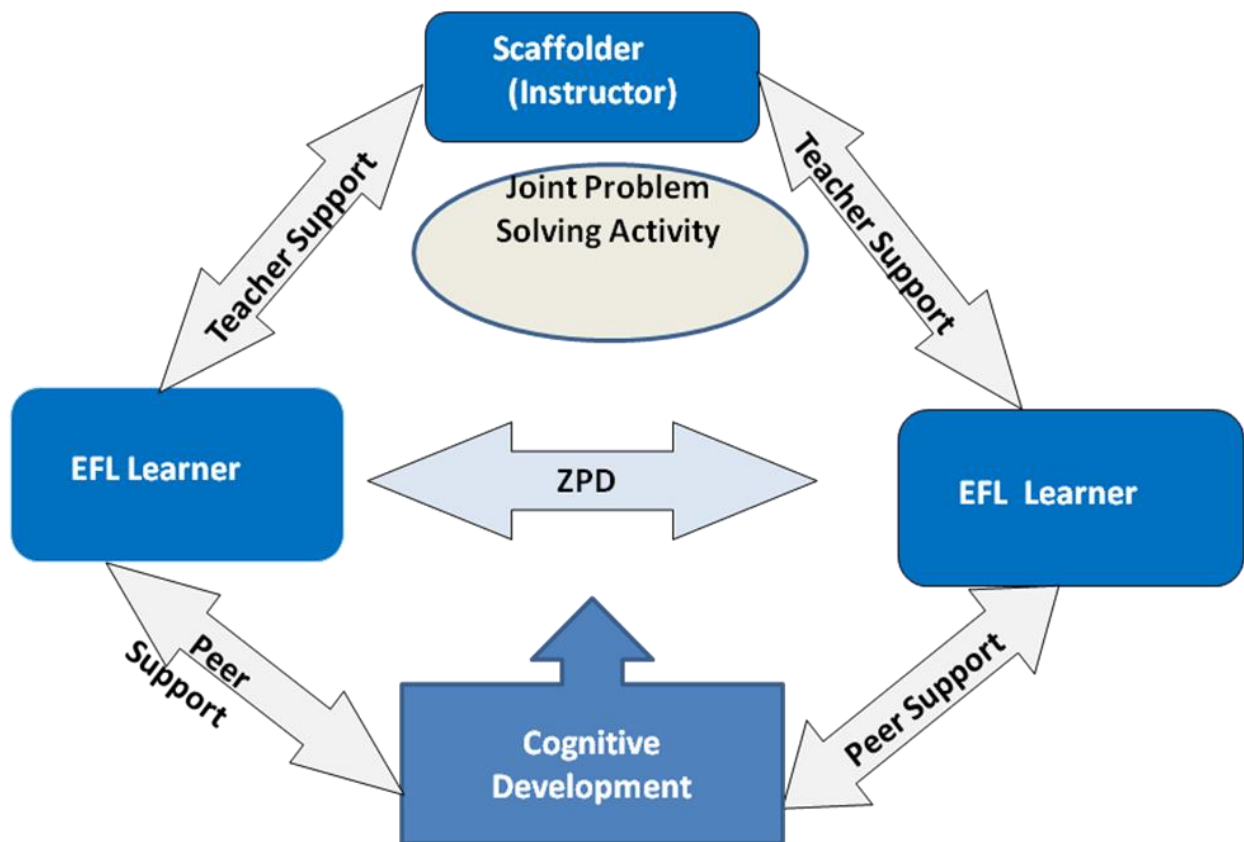 Scaffolder
(Instructor)
Teacher Support
Joint Problem
Solving Activity
Teacher Support
EFL Learner
ZPD
EFL Learner
Peer
Support
Cognitive
Development
Peer Support